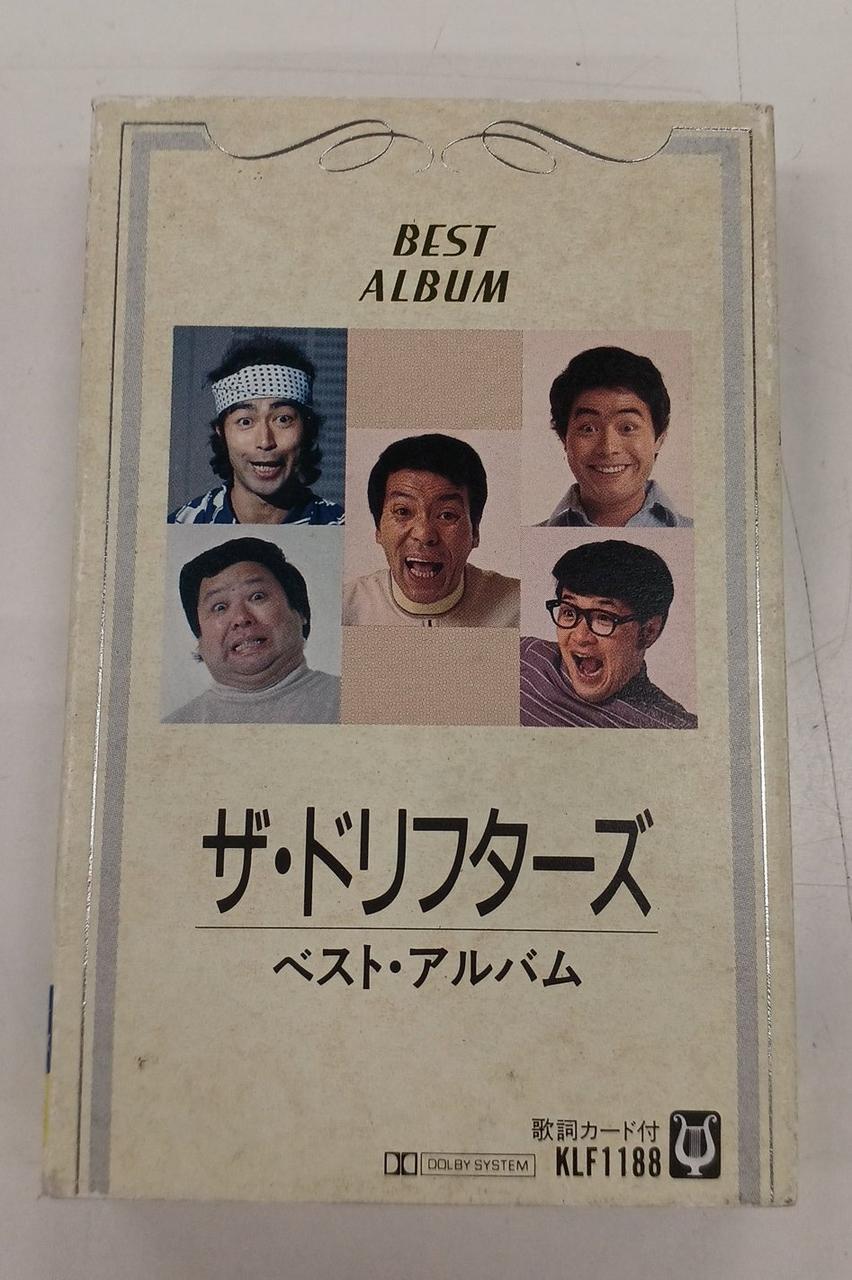 BEST
ALBUM
ザ・ドリフターズ
ベスト・アルバム
歌詞カード付
DOLBY SYSTEM KLF1188